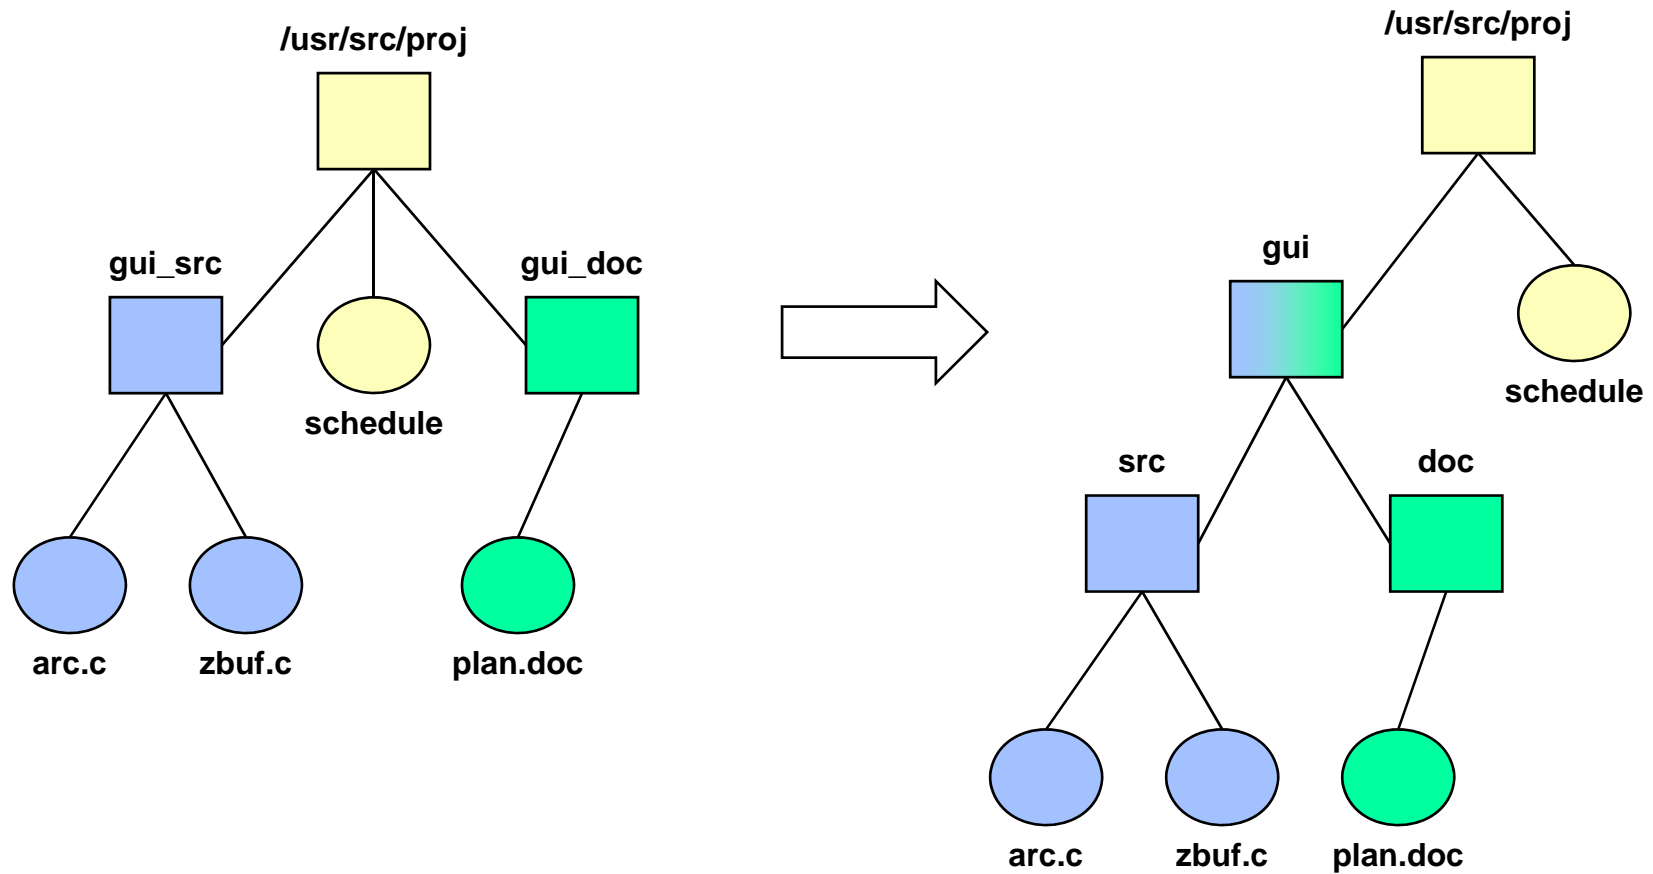 /usr/src/proj
gui_src
gui_doc
schedule
arc.c
zbuf.c
plan.doc
/usr/src/proj
gui
schedule
src
doc
arc.c
zbuf.c
plan.doc